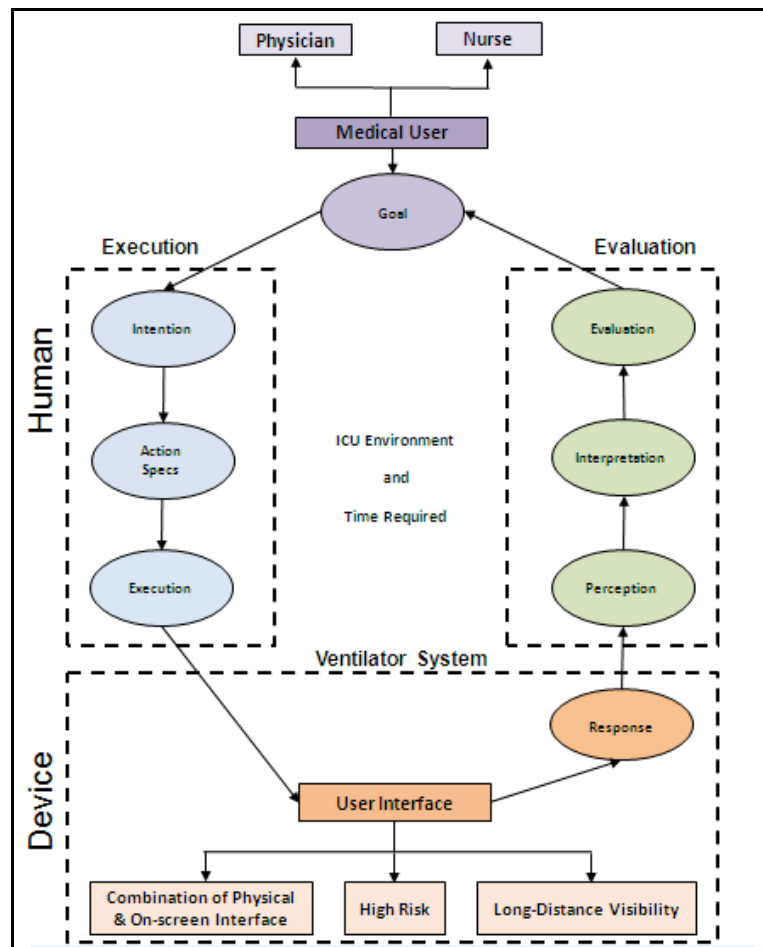 Physician
Nurse
Medical User
Goal
Execution
Evaluation
Human
Intention
Evaluation
Action
Specs
ICU Environment
and
Time Required
Interpretation
Execution
Perception
Ventilator System
Device
Response
User Interface
Combination of Physical
& On-screen Interface
High Risk
Long-Distance Visibility